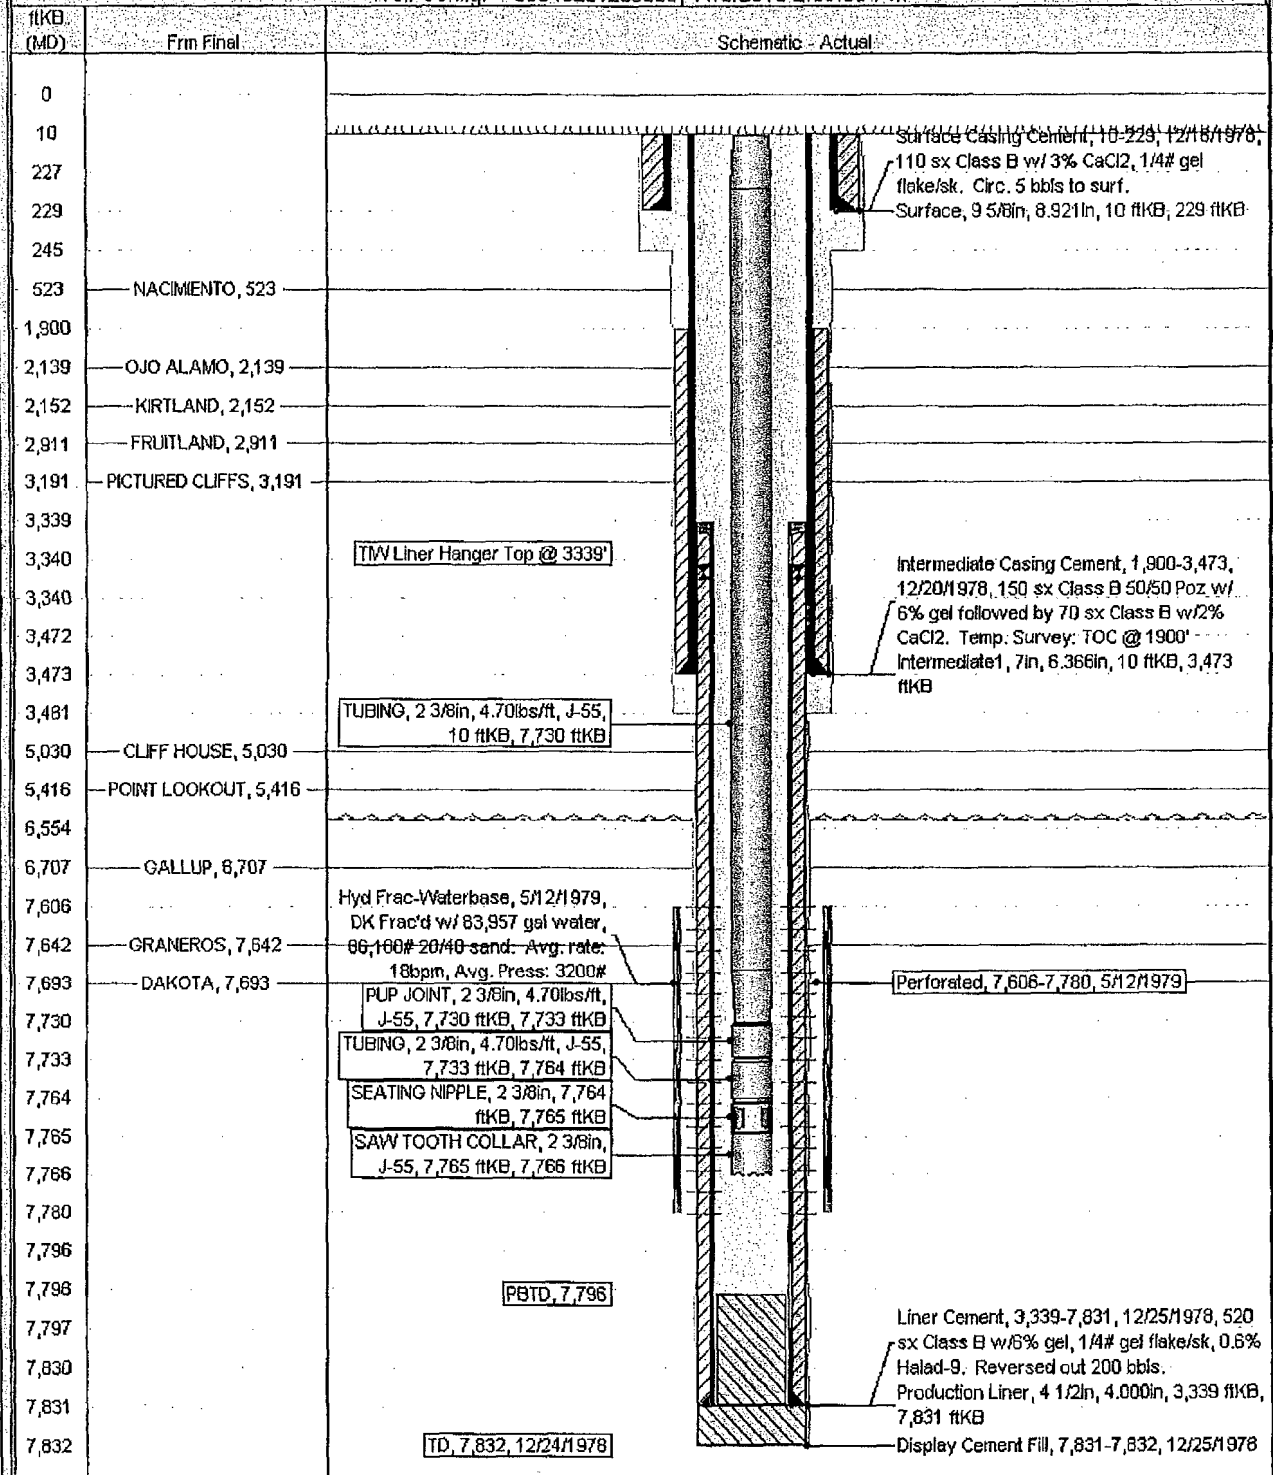 ftKB
(MD)
Frm Final
Schematic - Actual
0
10
227
229
245
523
1,900
2,139
2,152
2,911
3,191
3,339
3,340
3,340
3,472
3,473
3,481
5,030
5,416
6,554
6,707
7,606
7,642
7,693
7,730
7,733
7,764
7,765
7,766
7,780
7,796
7,796
7,797
7,830
7,831
7,832
NACIMIENTO, 523
OJO ALAMO, 2,139
KIRTLAND, 2,152
FRUITLAND, 2,911
PICTURED CLIFFS, 3,191
CLIFF HOUSE, 5,030
POINT LOOKOUT, 5,416
GALLUP, 6,707
GRANEROS, 7,642
DAKOTA, 7,693
TIW Liner Hanger Top @ 3339'
TUBING, 2 3/8in, 4.70lbs/ft, J-55,
10 ftKB, 7,730 ftKB
Hyd Frac-Waterbase, 5/12/1979,
DK Frac'd w/ 83,957 gal water,
20/40 sand. Avg. rate:
18bpm, Avg. Press: 3200#
PUP JOINT, 2 3/8in, 4.70lbs/ft,
J-55, 7,730 ftKB, 7,733 ftKB
TUBING, 2 3/8in, 4.70lbs/ft, J-55,
7,733 ftKB, 7,764 ftKB
SEATING NIPPLE, 2 3/8in, 7,764
ftKB, 7,765 ftKB
SAW TOOTH COLLAR, 2 3/8in,
J-55, 7,765 ftKB, 7,766 ftKB
PBTD, 7,796
TD, 7,832, 12/24/1978
Surface Casing Cement, 10-229,
110 sx Class B w/ 3% CaCl2, 1/4# gel
flake/sk. Circ. 5 bbls to surf.
Surface, 9 5/8in, 8.921in, 10 ftKB, 229 ftKB
Intermediate Casing Cement, 1,900-3,473,
12/20/1978, 150 sx Class B 50/50 Poz w/
6% gel followed by 70 sx Class B w/2%
CaCl2. Temp. Survey: TOC @ 1900'
Intermediate1, 7in, 6.366in, 10 ftKB, 3,473
ftKB
Perforated, 7,606-7,780, 5/12/1979
Liner Cement, 3,339-7,831, 12/25/1978, 520
sx Class B w/6% gel, 1/4# gel flake/sk, 0.6%
Halad-9. Reversed out 200 bbls.
Production Liner, 4 1/2in, 4.000in, 3,339 ftKB,
7,831 ftKB
Display Cement Fill, 7,831-7,832, 12/25/1978